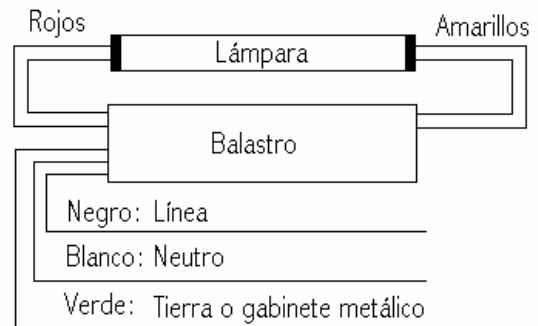 Rojos
Amarillos
Lámpara
Balastro
Negro: Línea
Blanco: Neutro
Verde: Tierra o gabinete metálico